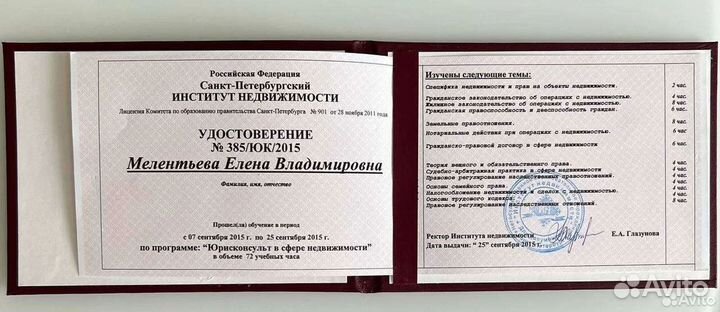 Российская Федерация
Санкт-Петербургский
ИНСТИТУТ НЕДВИЖИМОСТИ
Лицензия Комитета по образованию правительства Санкт-Петербурга № 901 от 28 ноября 2011 года
УДОСТОВЕРЕНИЕ
№ 385/ЮК/2015
Мелентьева Елена Владимировна
Фамилия, имя, отчество
Прошел(ла) обучение в период
с 07 сентября 2015 г. по 25 сентября 2015 г.
по программе: “Юрисконсульт в сфере недвижимости”
в объеме 72 учебных часа
Изучены следующие темы:
Специфика недвижимости и прав на объекты недвижимости 2 час.
Гражданское законодательство об операциях с недвижимостью. 4 час.
Жилищное законодательство об операциях с недвижимостью. 8 час.
Гражданская правоспособность и дееспособность граждан. 6 час.
Земельные правоотношения. 8 час.
Нотариальные действия при операциях с недвижимостью. 6 час.
Гражданско-правовой договор в сфере недвижимости 6 час
Теория вещного и обязательственного права. 4 час.
Судебно-арбитражная практика в сфере недвижимости 4 час.
Правовое регулирование наследственных правоотношений. 4 час.
Основы семейного права. 4 час.
Налогообложение недвижимости и сделок с недвижимостью. 4 час.
Основы трудового кодекса. 4 час.
Правовое регулирование наследственных отношений. 8 час.
Ректор Института недвижимости Е.А. Глазунова
Дата выдачи: “ 25” сентября 2015 г.
Avito